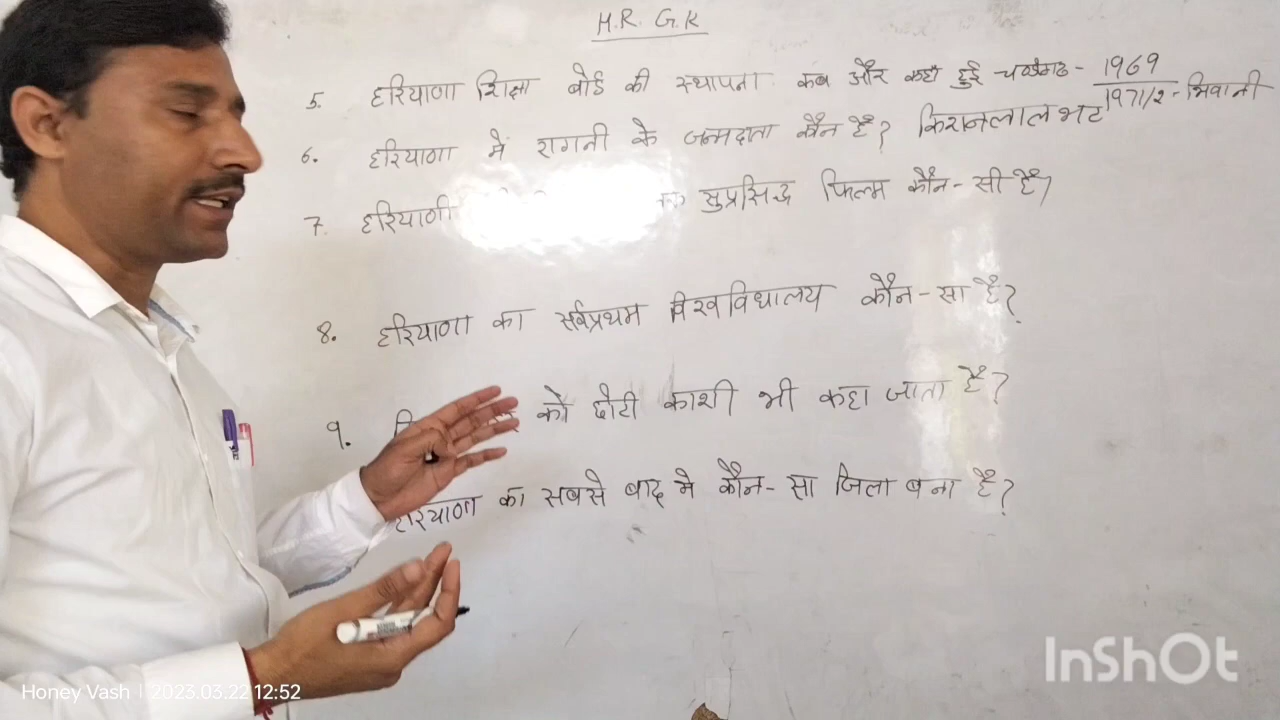 H.R. G.K
5. हरियाणा शिक्षा बोर्ड की स्थापना कब और कहाँ हुई चण्डीगढ - 1969
1971/2 - भिवानी
6. हरियाणा में रागनी के जन्मदाता कौन हैं? किशनलाल भट
7. हरियाणी सुप्रसिद्ध फिल्म कौन-सी हैं?
8. हरियाणा का सर्वप्रथम विश्वविधालय कौन-सा हैं?
9. को छोटी काशी भी कहा जाता हैं?
हरियाणा का सबसे बाद मे कौन-सा जिला बना हैं?
InShOt
Honey Vash | 2023.03.22 12:52